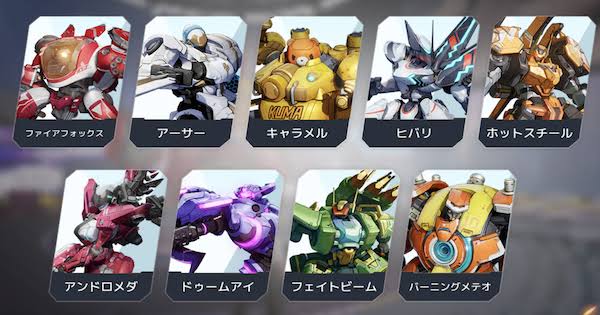 ファイアフォックス
アーサー
KUMA
キャラメル
ヒバリ
ホットスチール
アンドロメダ
ドゥームアイ
フェイトビーム
バーニングメテオ